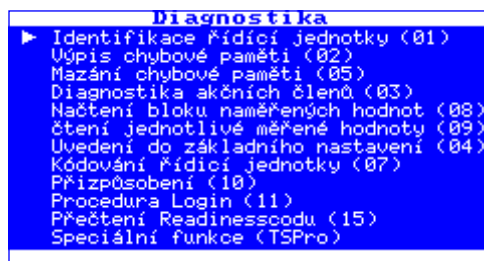 Diagnostika
Identifikace řídící jednotky (01)
Výpis chybové paměti (02)
Mazání chybové paměti (05)
Diagnostika akčních členů (03)
Načtení bloku naměřených hodnot (08)
čtení jednotlivé měřené hodnoty (09)
Uvedení do základního nastavení (04)
Kódování řídicí jednotky (07)
Přizpůsobení (10)
Procedura Login (11)
Přečtení Readinesscodu (15)
Speciální funkce (TSPro)